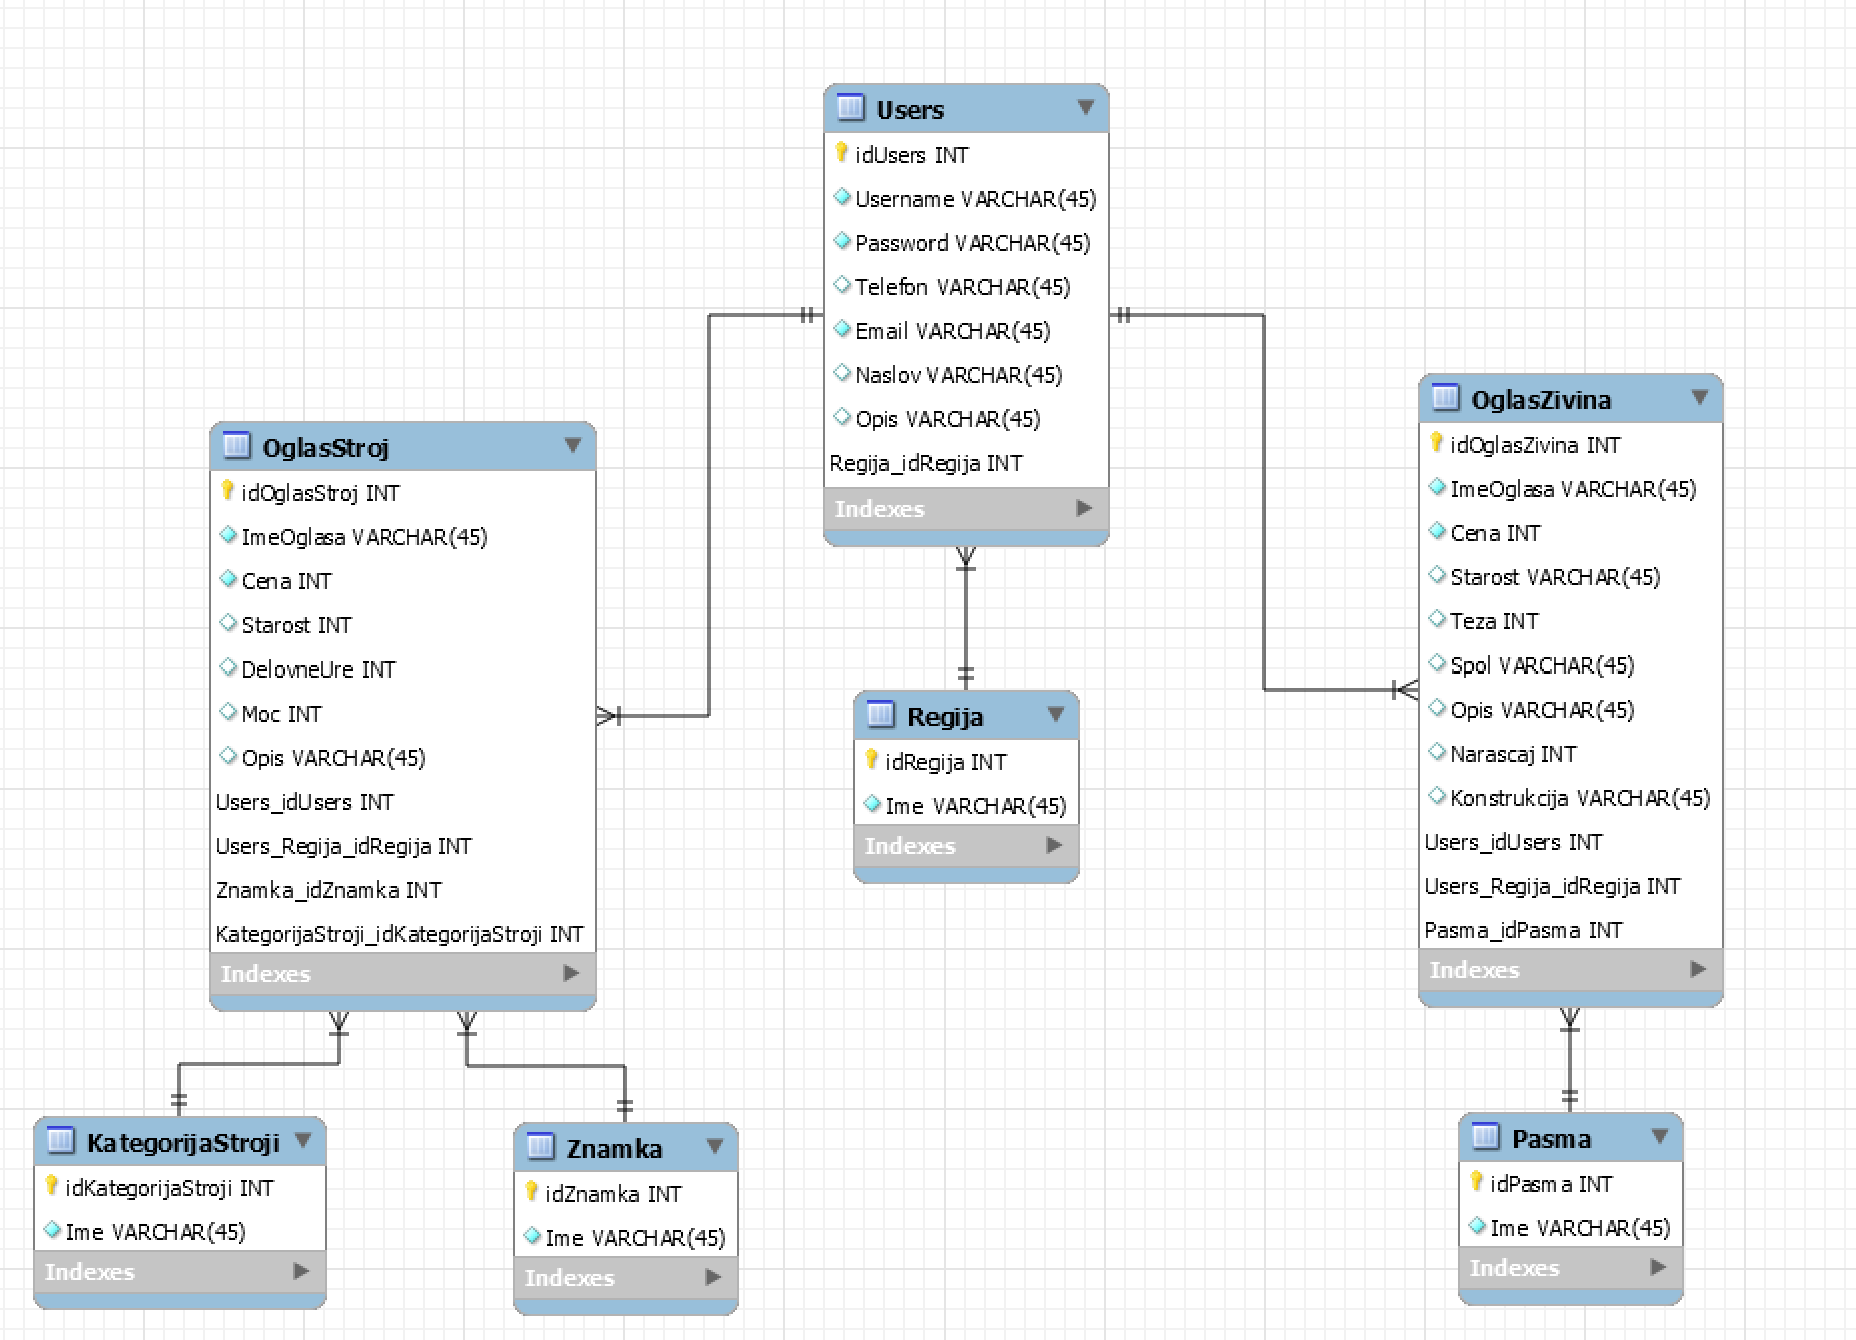 Users
idUsers INT
Username VARCHAR(45)
Password VARCHAR(45)
Telefon VARCHAR(45)
Email VARCHAR(45)
Naslov VARCHAR(45)
Opis VARCHAR(45)
Regija_idRegija INT
Indexes
OglasStroj
idOglasStroj INT
ImeOglasa VARCHAR(45)
Cena INT
Starost INT
DelovneUre INT
Moc INT
Opis VARCHAR(45)
Users_idUsers INT
Users_Regija_idRegija INT
Znamka_idZnamka INT
KategorijaStroji_idKategorijaStroji INT
Indexes
Regija
idRegija INT
Ime VARCHAR(45)
Indexes
OglasZivina
idOglasZivina INT
ImeOglasa VARCHAR(45)
Cena INT
Starost VARCHAR(45)
Teza INT
Spol VARCHAR(45)
Opis VARCHAR(45)
Narascaj INT
Konstrukcija VARCHAR(45)
Users_idUsers INT
Users_Regija_idRegija INT
Pasma_idPasma INT
Indexes
KategorijaStroji
idKategorijaStroji INT
Ime VARCHAR(45)
Indexes
Znamka
idZnamka INT
Ime VARCHAR(45)
Indexes
Pasma
idPasma INT
Ime VARCHAR(45)
Indexes